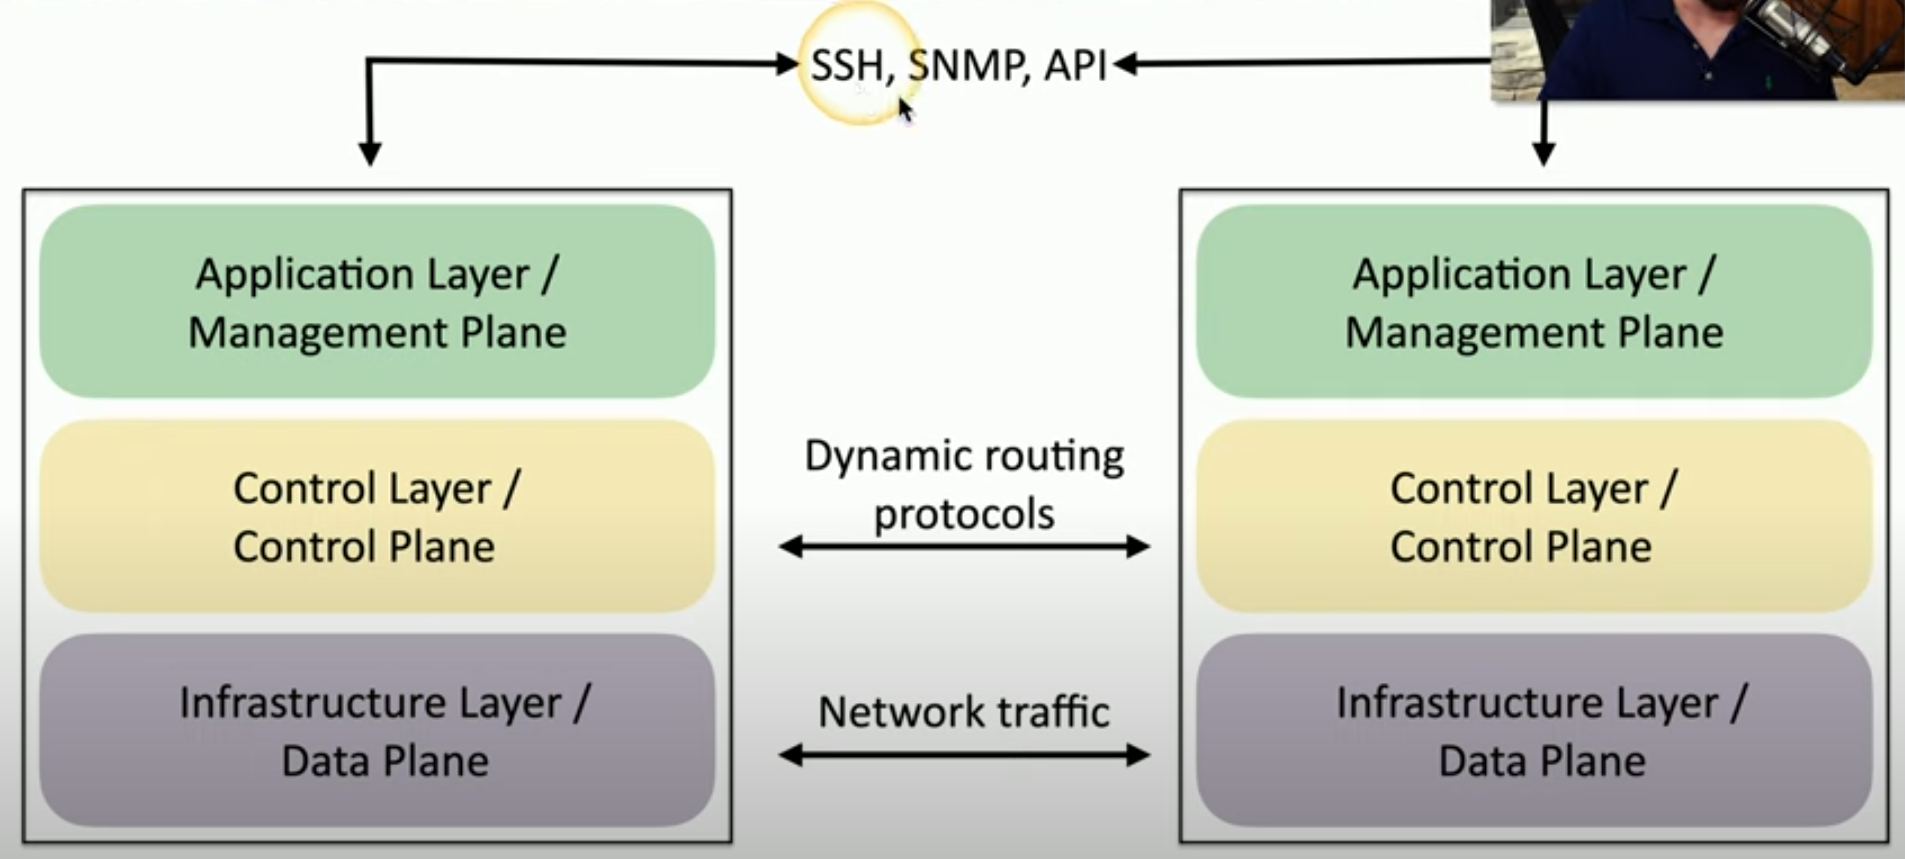 SSH, SNMP, API
Application Layer /
Management Plane
Control Layer /
Control Plane
Infrastructure Layer /
Data Plane
Dynamic routing
protocols
Network traffic
Application Layer /
Management Plane
Control Layer /
Control Plane
Infrastructure Layer /
Data Plane